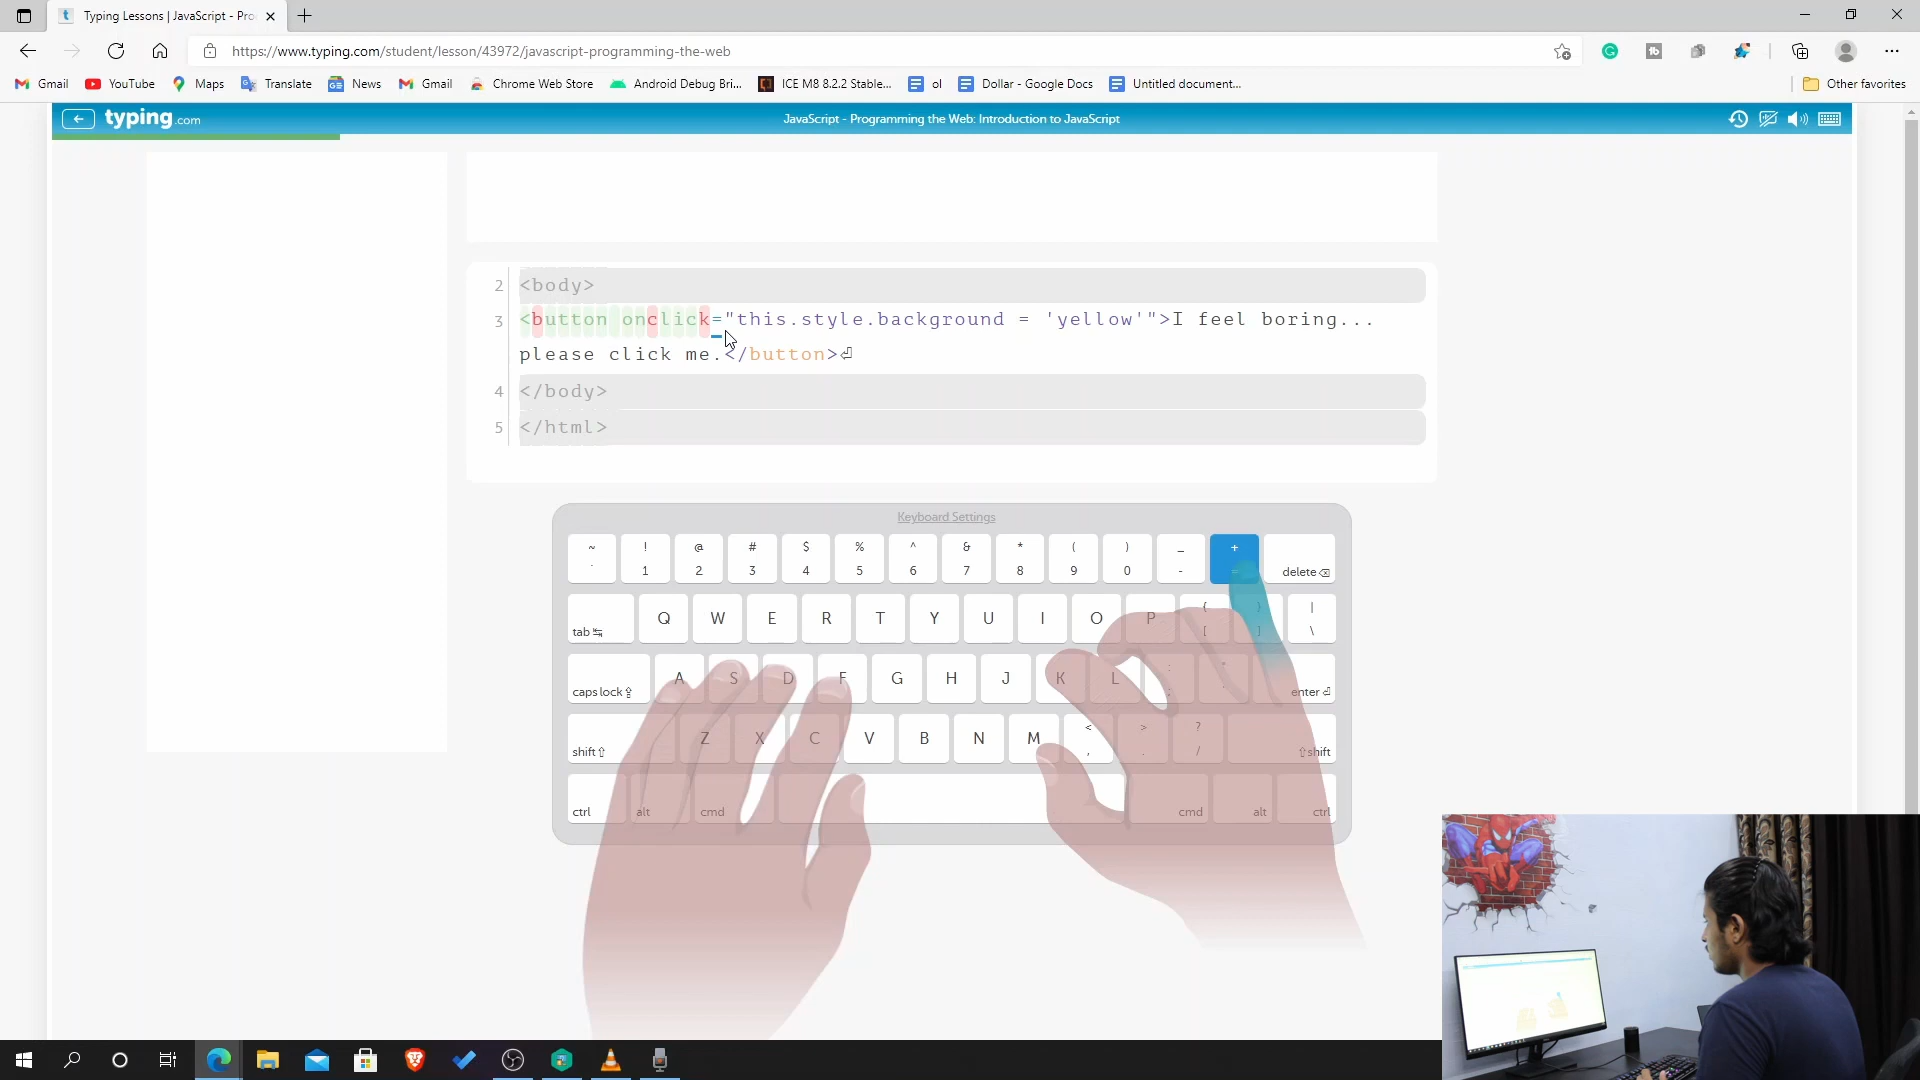 Typing Lessons | JavaScript - Pro
https://www.typing.com/student/lesson/43972/javascript-programming-the-web
Gmail YouTube Maps Translate News Gmail Chrome Web Store Android Debug Bri... ICE M8 8.2.2 Stable... ol Dollar - Google Docs Untitled document... Other favorites
typing.com JavaScript - Programming the Web: Introduction to JavaScript
2 <body>
3 <button onclick="this.style.background = 'yellow'">I feel boring...
please click me.</button>⏎
4 </body>
5 </html>
Keyboard Settings
~ ! @ # $ % ^ & * ( ) _ +
` 1 2 3 4 5 6 7 8 9 0 - = delete
tab Q W E R T Y U I O P { [ } ] | \
caps lock A S D F G H J K L : ; " ' enter
shift Z X C V B N M < , > . ? / shift
ctrl alt cmd cmd alt ctrl